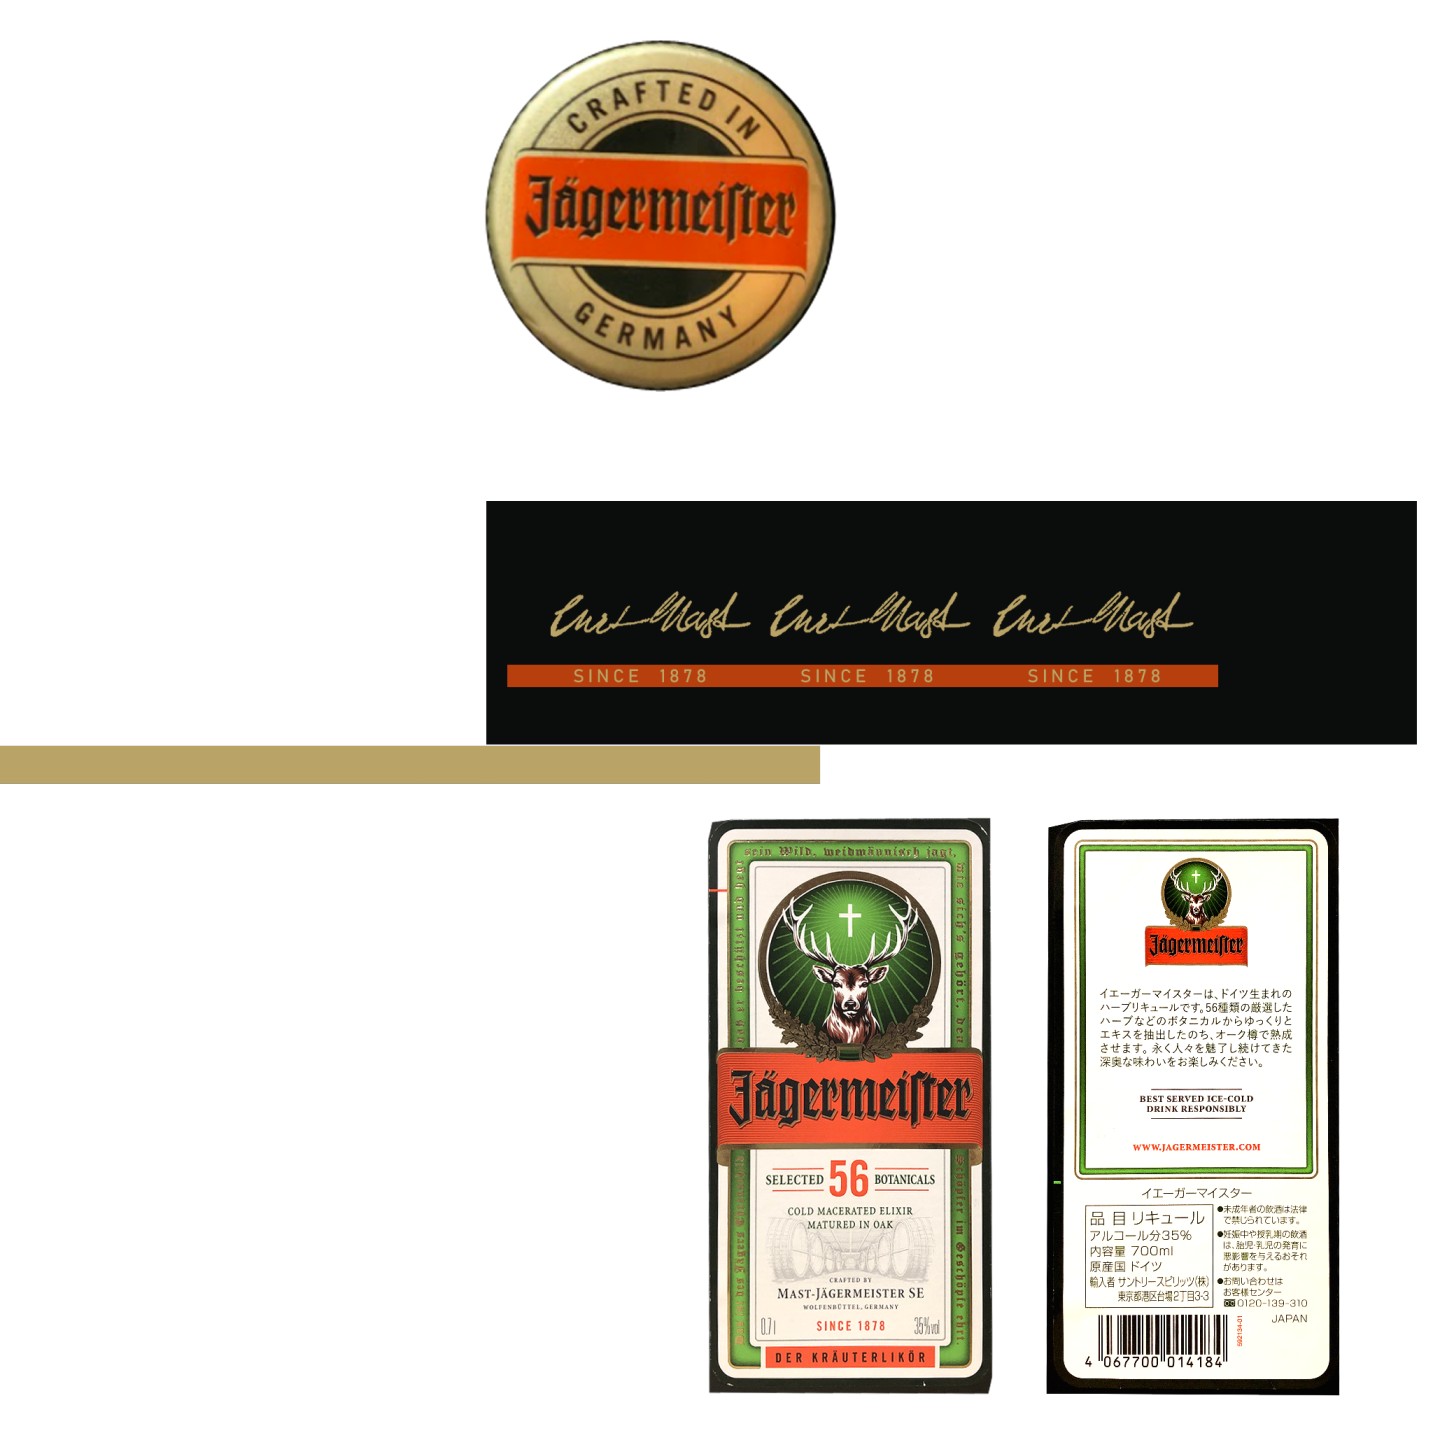 CRAFTED IN
Jägermeiſter
GERMANY
Curt Mast Curt Mast Curt Mast
SINCE 1878 SINCE 1878 SINCE 1878
sein Wild, weidmännisch jagt,
wie sich's gehört, den
Schöpfer im Geschöpfe ehrt.
Jägermeiſter
SELECTED 56 BOTANICALS
COLD MACERATED ELIXIR
MATURED IN OAK
CRAFTED BY
MAST-JÄGERMEISTER SE
WOLFENBÜTTEL, GERMANY
0,7 l SINCE 1878 35%vol
DER KRÄUTERLIKÖR
Jägermeiſter
イエーガーマイスターは、ドイツ生まれの
ハーブリキュールです。56種類の厳選した
ハーブなどのボタニカルからゆっくりと
エキスを抽出したのち、オーク樽で熟成
させます。永く人々を魅了し続けてきた
深奥な味わいをお楽しみください。
BEST SERVED ICE-COLD
DRINK RESPONSIBLY
WWW.JAGERMEISTER.COM
イエーガーマイスター
品目 リキュール
アルコール分35%
内容量 700ml
原産国 ドイツ
輸入者 サントリースピリッツ(株)
東京都港区台場2丁目3-3
●未成年者の飲酒は法律
で禁じられています。
●妊娠中や授乳期の飲酒
は、胎児・乳児の発育に
悪影響を与えるおそれ
があります。
●お問い合わせは
お客様センター
0120-139-310
JAPAN
592134-01
4 067700 014184